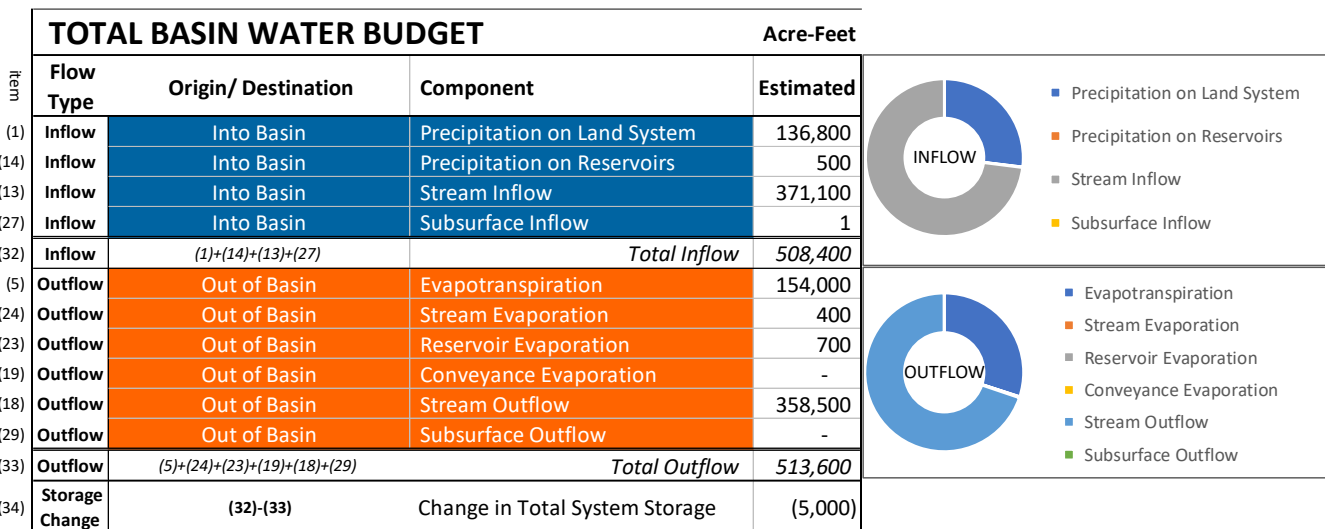 TOTAL BASIN WATER BUDGET Acre-Feet
item Flow Type Origin/ Destination Component Estimated
(1) Inflow Into Basin Precipitation on Land System 136,800
(14) Inflow Into Basin Precipitation on Reservoirs 500
(13) Inflow Into Basin Stream Inflow 371,100
(27) Inflow Into Basin Subsurface Inflow 1
(32) Inflow (1)+(14)+(13)+(27) Total Inflow 508,400
(5) Outflow Out of Basin Evapotranspiration 154,000
(24) Outflow Out of Basin Stream Evaporation 400
(23) Outflow Out of Basin Reservoir Evaporation 700
(19) Outflow Out of Basin Conveyance Evaporation -
(18) Outflow Out of Basin Stream Outflow 358,500
(29) Outflow Out of Basin Subsurface Outflow -
(33) Outflow (5)+(24)+(23)+(19)+(18)+(29) Total Outflow 513,600
(34) Storage Change (32)-(33) Change in Total System Storage (5,000)
INFLOW
Precipitation on Land System
Precipitation on Reservoirs
Stream Inflow
Subsurface Inflow
OUTFLOW
Evapotranspiration
Stream Evaporation
Reservoir Evaporation
Conveyance Evaporation
Stream Outflow
Subsurface Outflow